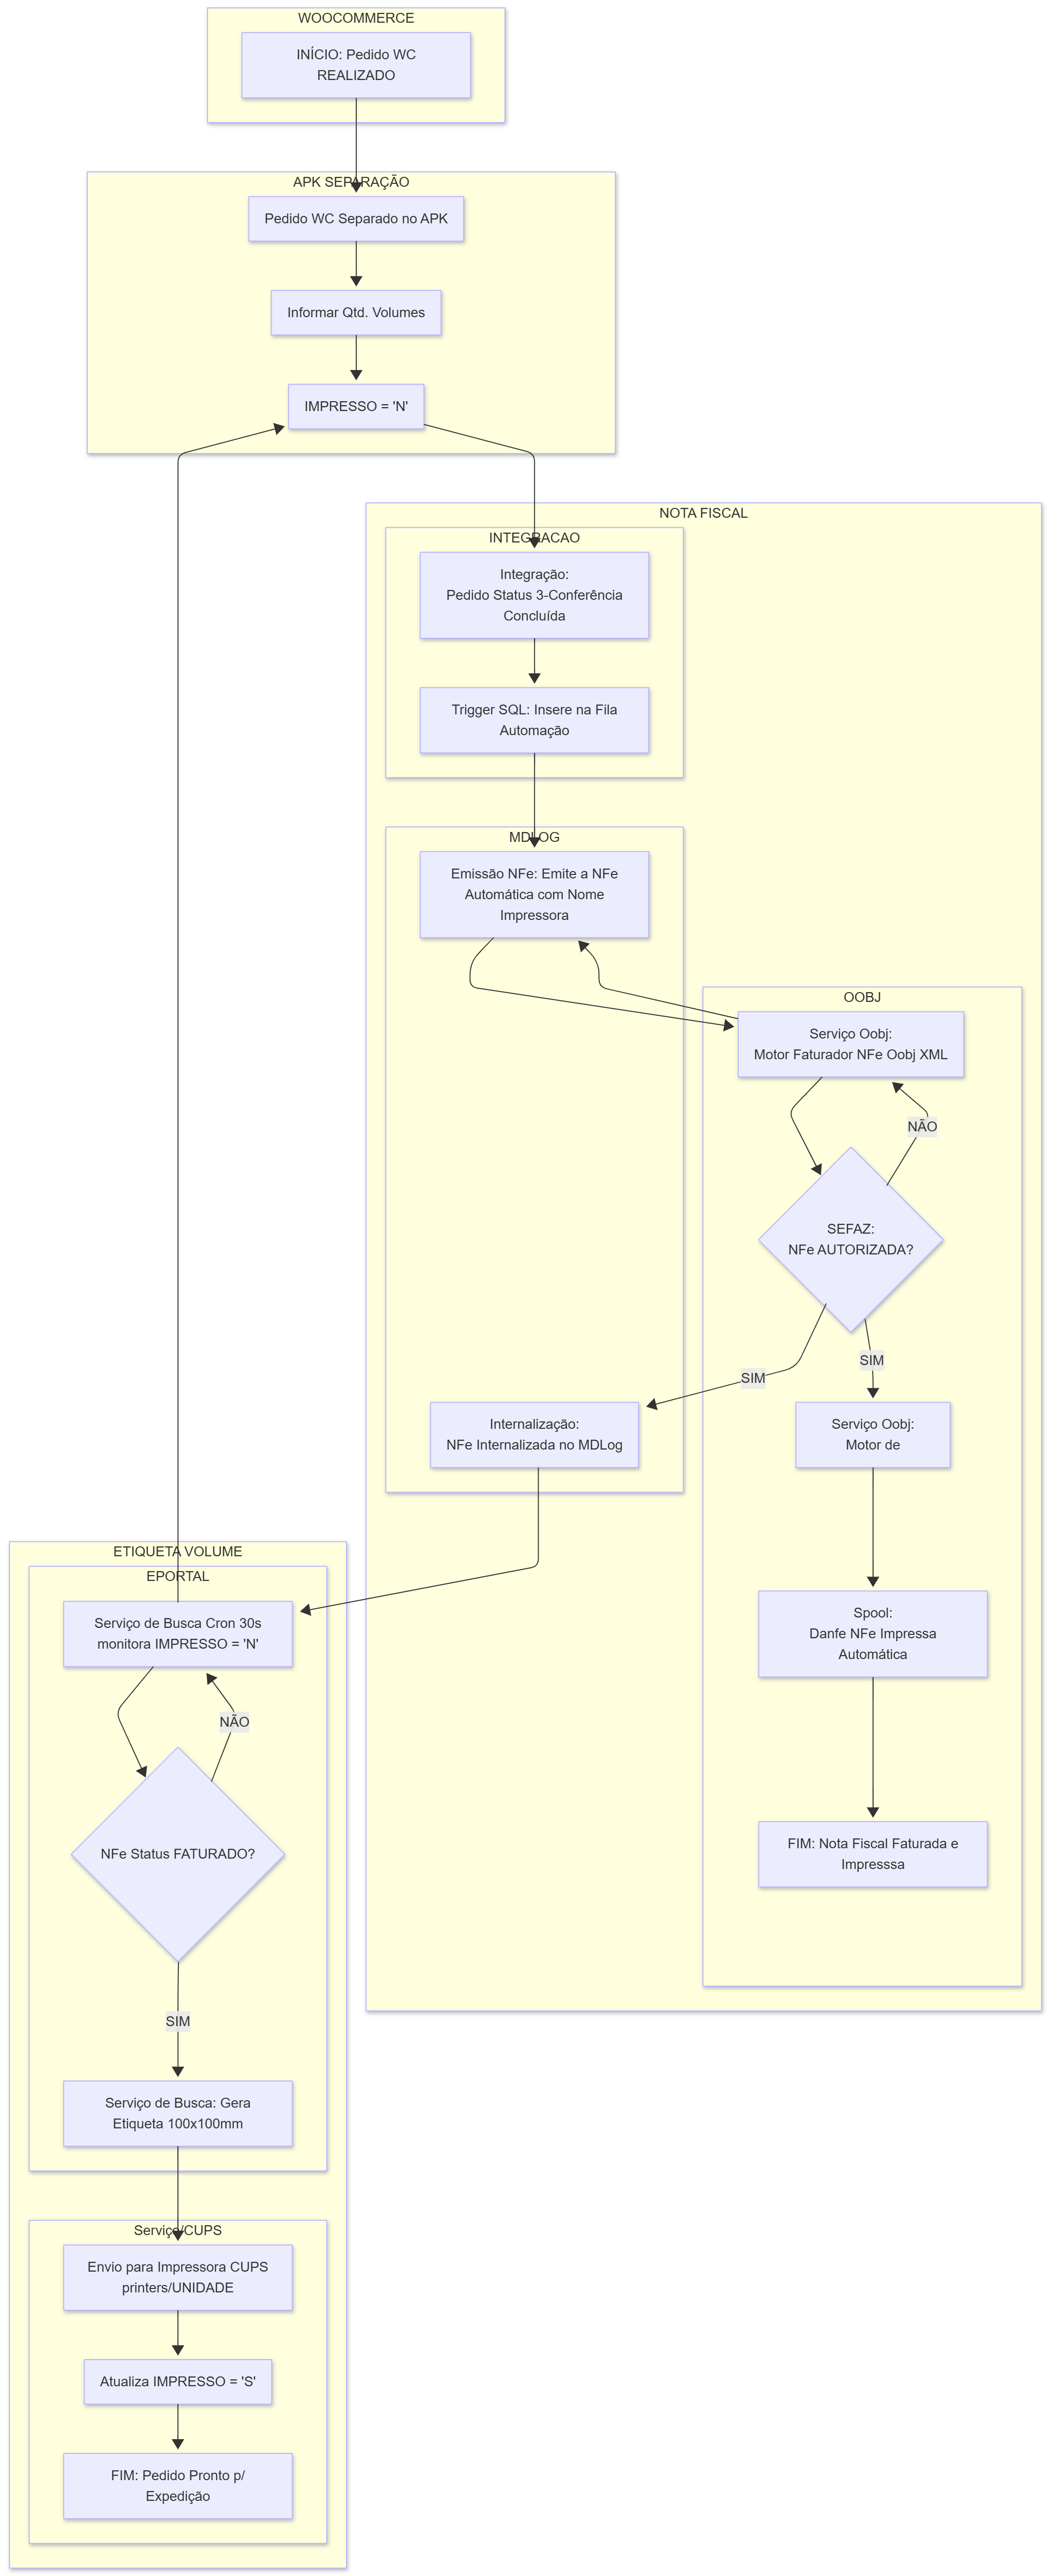 WOOCOMMERCE
INÍCIO: Pedido WC
REALIZADO
APK SEPARAÇÃO
Pedido WC Separado no APK
Informar Qtd. Volumes
IMPRESSO = 'N'
NOTA FISCAL
INTEGRACAO
Integração:
Pedido Status 3-Conferência
Concluída
Trigger SQL: Insere na Fila
Automação
MDLOG
Emissão NFe: Emite a NFe
Automática com Nome
Impressora
OOBJ
Serviço Oobj:
Motor Faturador NFe Oobj XML
NÃO
SEFAZ:
NFe AUTORIZADA?
SIM
SIM
Serviço Oobj:
Motor de
Internalização:
NFe Internalizada no MDLog
Spool:
Danfe NFe Impressa
Automática
FIM: Nota Fiscal Faturada e
Impresssa
ETIQUETA VOLUME
EPORTAL
Serviço de Busca Cron 30s
monitora IMPRESSO = 'N'
NÃO
NFe Status FATURADO?
SIM
Serviço de Busca: Gera
Etiqueta 100x100mm
Serviço/CUPS
Envio para Impressora CUPS
printers/UNIDADE
Atualiza IMPRESSO = 'S'
FIM: Pedido Pronto p/
Expedição